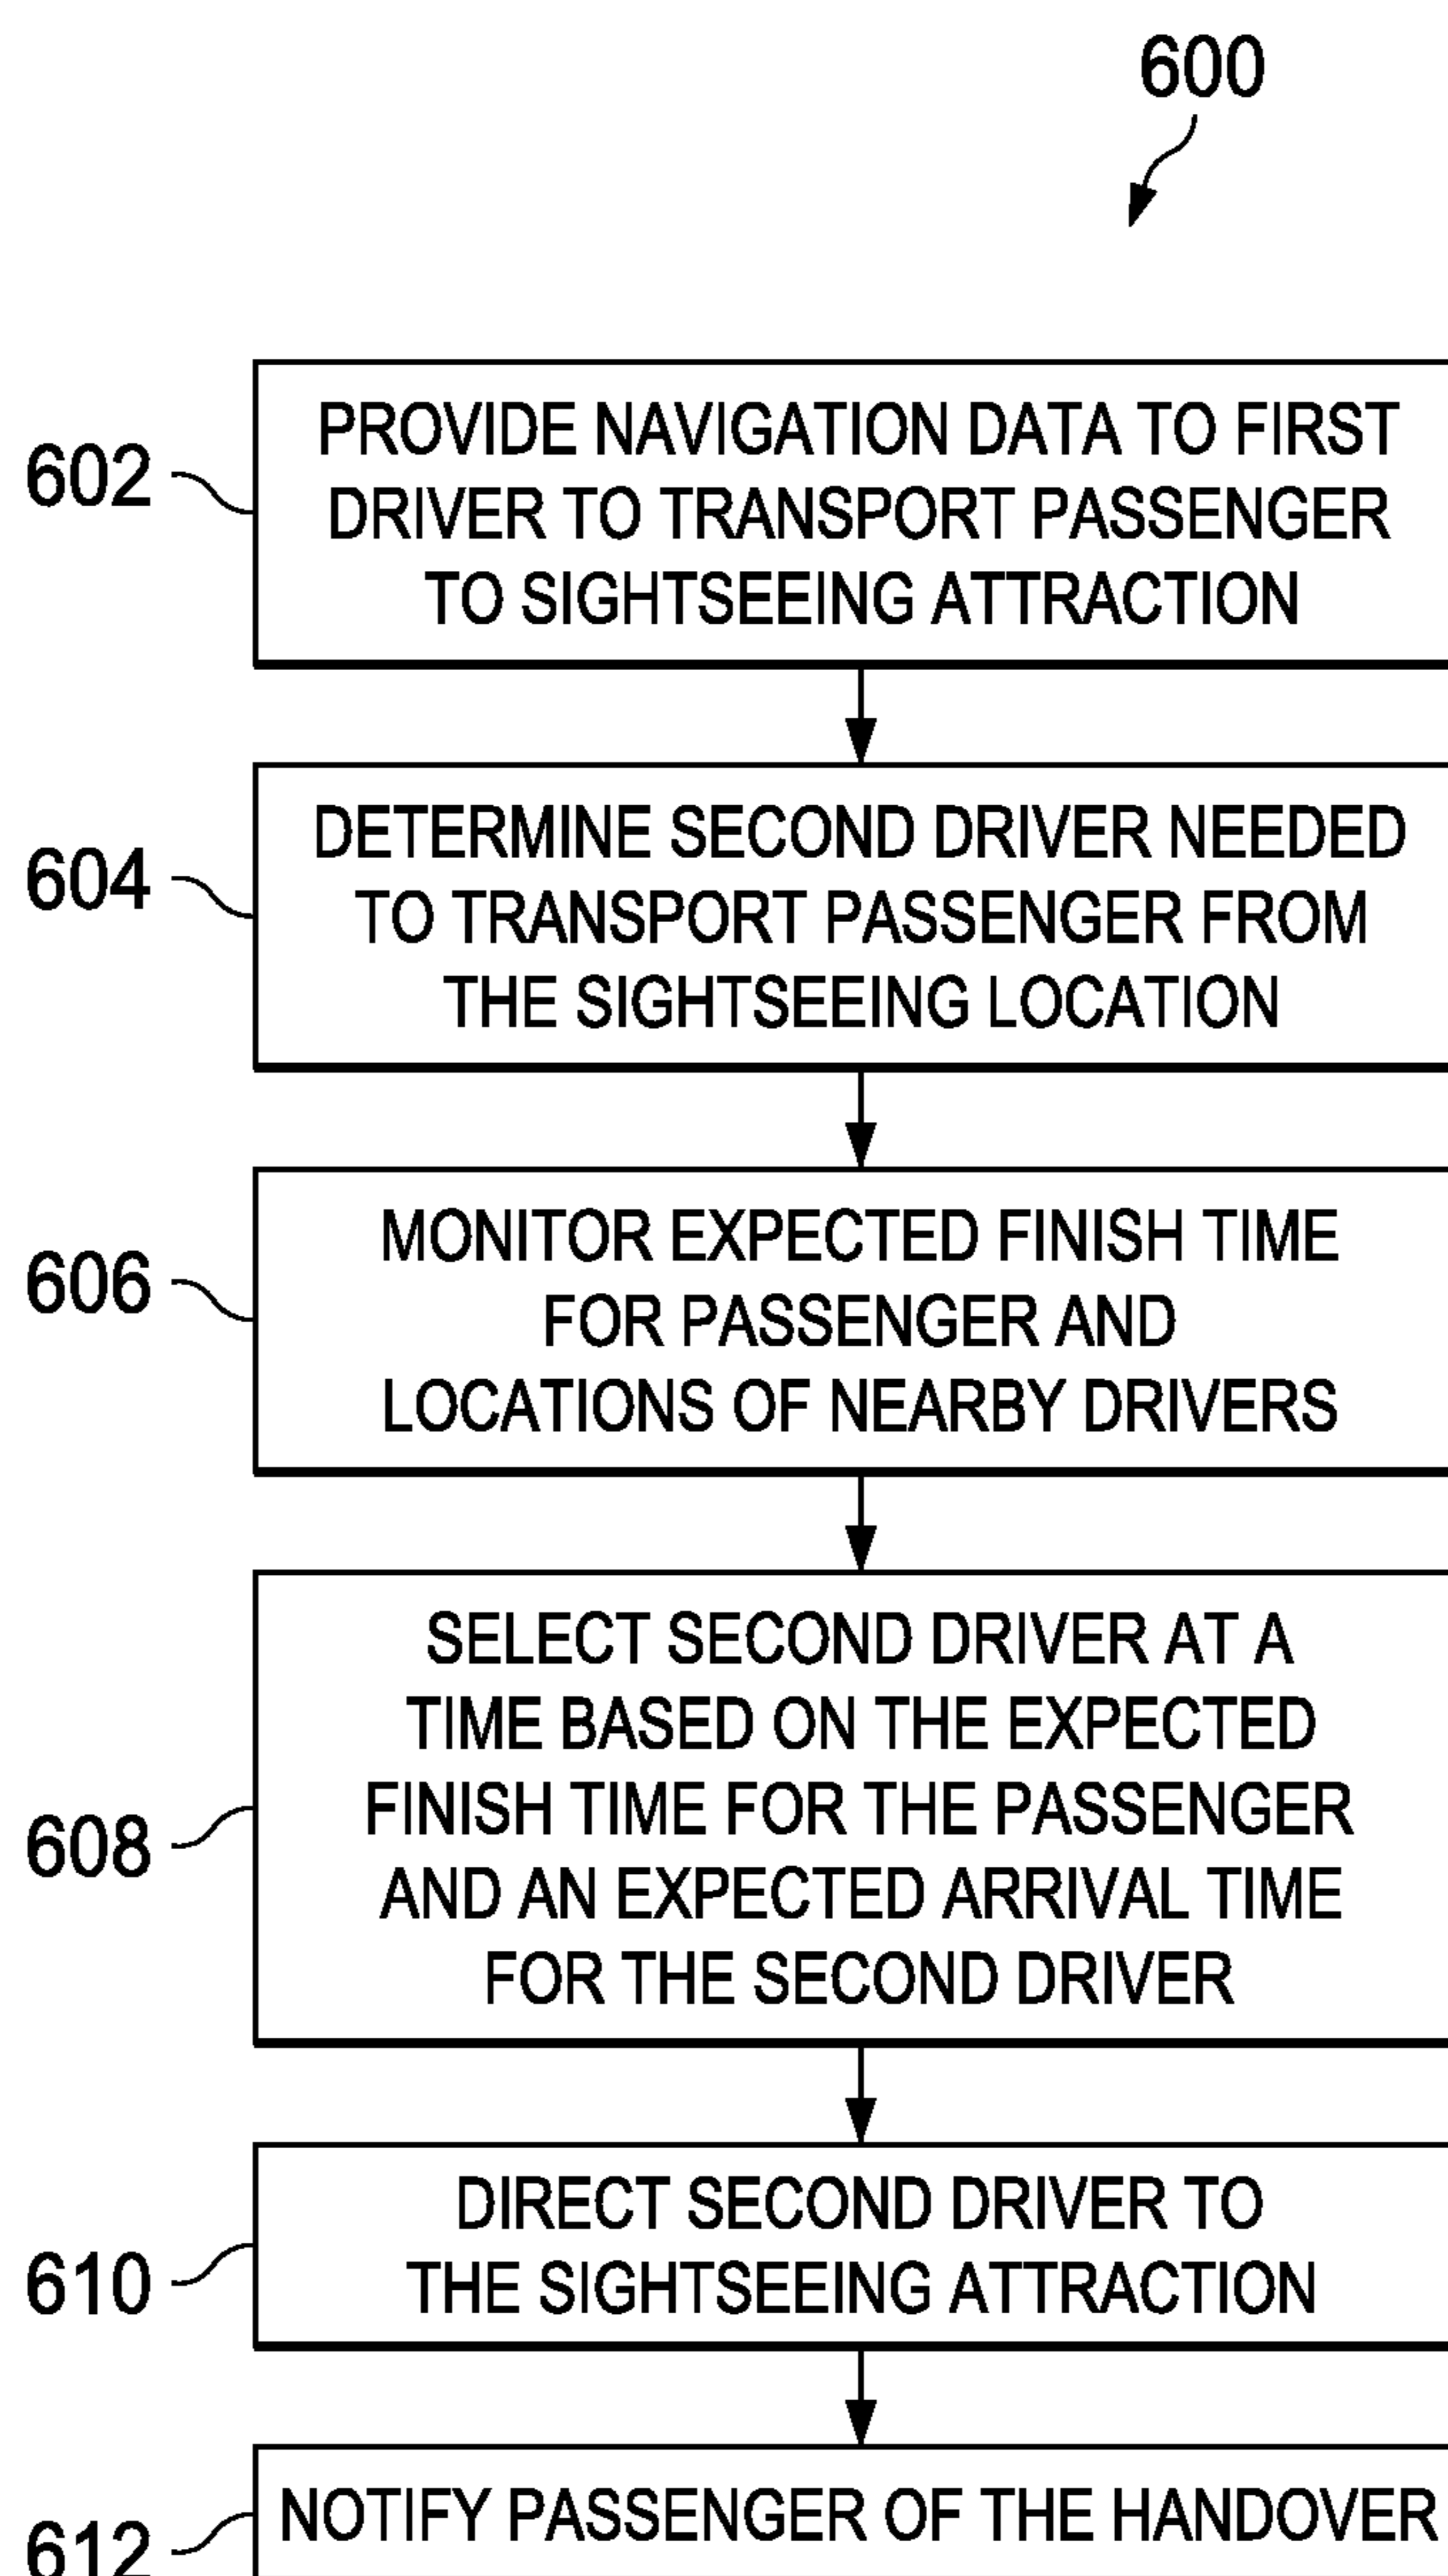 600
602
PROVIDE NAVIGATION DATA TO FIRST
DRIVER TO TRANSPORT PASSENGER
TO SIGHTSEEING ATTRACTION
604
DETERMINE SECOND DRIVER NEEDED
TO TRANSPORT PASSENGER FROM
THE SIGHTSEEING LOCATION
606
MONITOR EXPECTED FINISH TIME
FOR PASSENGER AND
LOCATIONS OF NEARBY DRIVERS
608
SELECT SECOND DRIVER AT A
TIME BASED ON THE EXPECTED
FINISH TIME FOR THE PASSENGER
AND AN EXPECTED ARRIVAL TIME
FOR THE SECOND DRIVER
610
DIRECT SECOND DRIVER TO
THE SIGHTSEEING ATTRACTION
612
NOTIFY PASSENGER OF THE HANDOVER